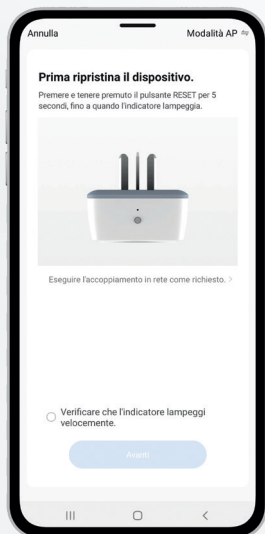 Annulla
Modalità AP
Prima ripristina il dispositivo.
Premere e tenere premuto il pulsante RESET per 5
secondi, fino a quando l'indicatore lampeggia.
Eseguire l'accoppiamento in rete come richiesto. >
Verificare che l'indicatore lampeggi
velocemente.
Avanti